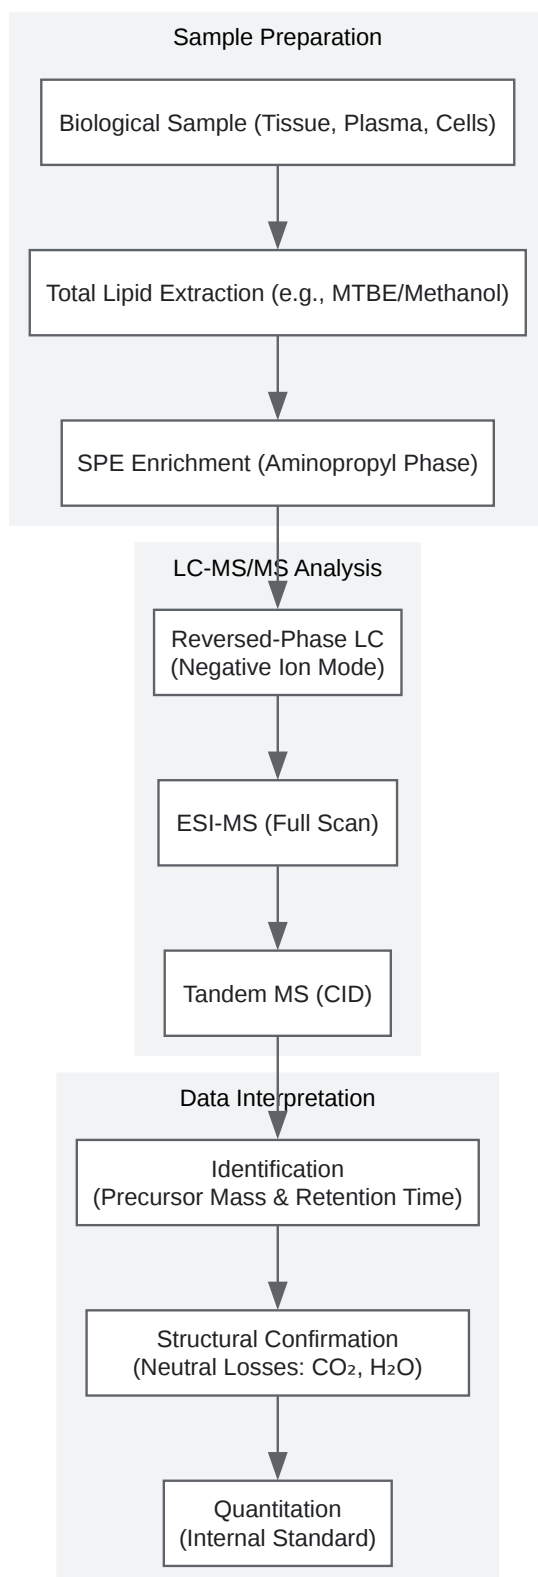 Sample Preparation
Biological Sample (Tissue, Plasma, Cells)
Total Lipid Extraction (e.g., MTBE/Methanol)
SPE Enrichment (Aminopropyl Phase)
LC-MS/MS Analysis
Reversed-Phase LC
(Negative Ion Mode)
ESI-MS (Full Scan)
Tandem MS (CID)
Data Interpretation
Identification
(Precursor Mass & Retention Time)
Structural Confirmation
(Neutral Losses: CO₂, H₂O)
Quantitation
(Internal Standard)